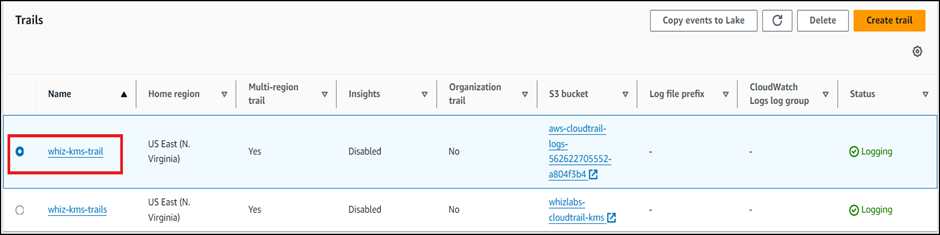 Trails
Copy events to Lake
Delete
Create trail
Name
Home region
Multi-region
trail
Insights
Organization
trail
S3 bucket
Log file prefix
CloudWatch
Logs log group
Status
whiz-kms-trail
US East (N.
Virginia)
Yes
Disabled
No
aws-cloudtrail-
logs-
562622705552-
a804f3b4
-
-
Logging
whiz-kms-trails
US East (N.
Virginia)
Yes
Disabled
No
whizlabs-
cloudtrail-kms
-
-
Logging